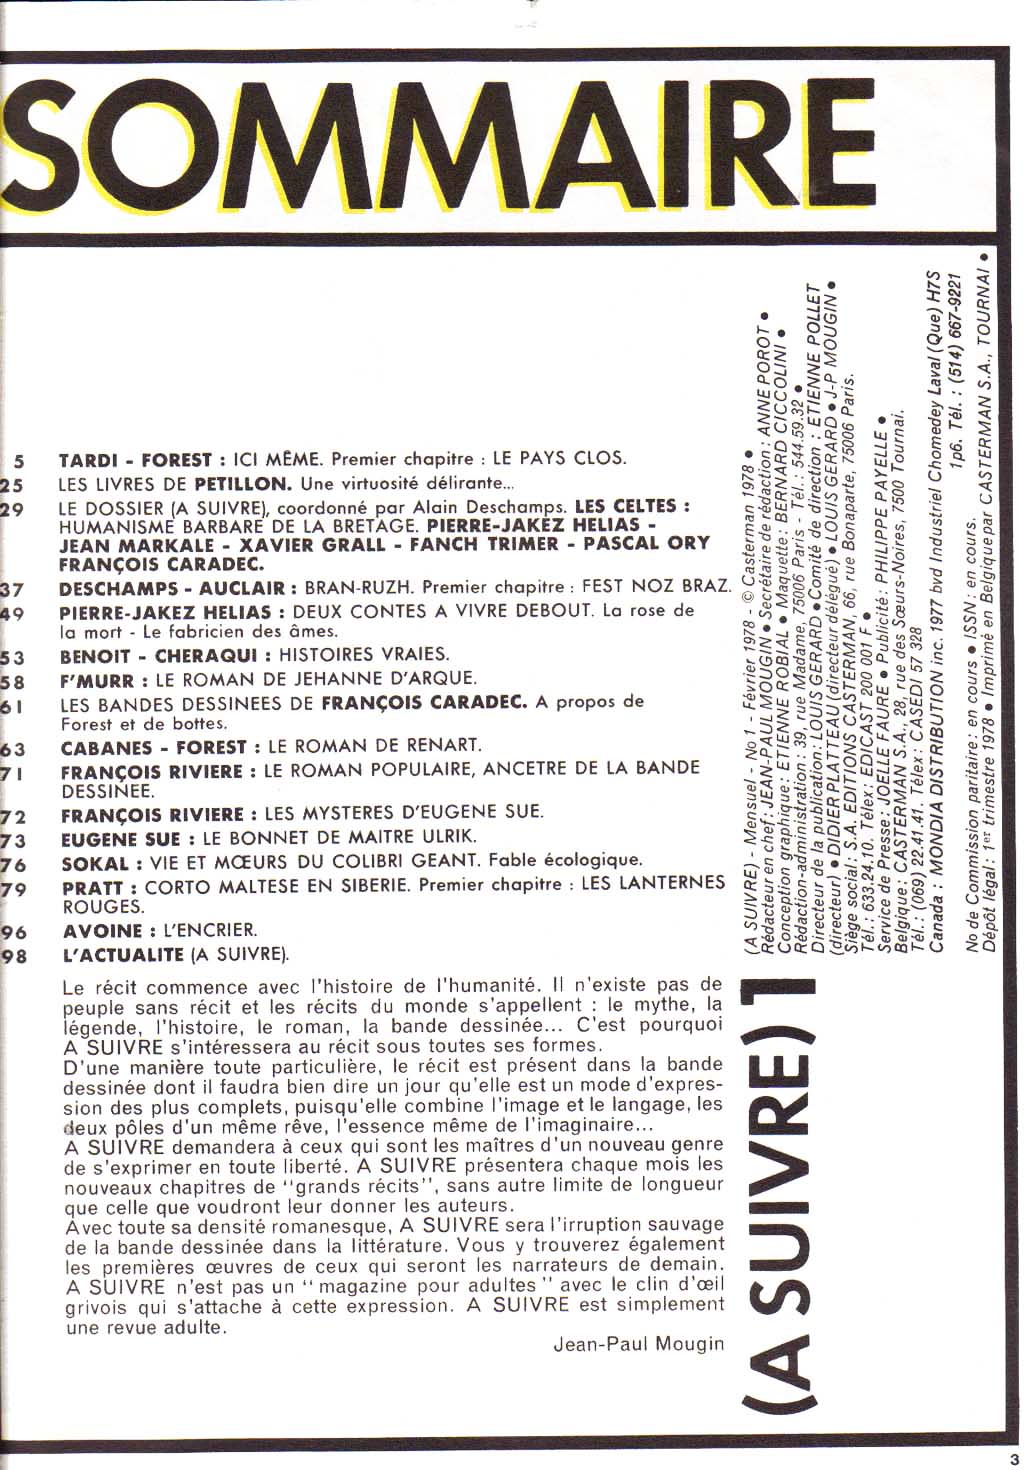 SOMMAIRE
5 TARDI - FOREST : ICI MÊME. Premier chapitre : LE PAYS CLOS.
25 LES LIVRES DE PETILLON. Une virtuosité délirante...
29 LE DOSSIER (A SUIVRE), coordonné par Alain Deschamps. LES CELTES :
HUMANISME BARBARE DE LA BRETAGE. PIERRE-JAKEZ HELIAS -
JEAN MARKALE - XAVIER GRALL - FANCH TRIMER - PASCAL ORY
FRANÇOIS CARADEC.
37 DESCHAMPS - AUCLAIR : BRAN-RUZH. Premier chapitre : FEST NOZ BRAZ.
49 PIERRE-JAKEZ HELIAS : DEUX CONTES A VIVRE DEBOUT. La rose de
la mort - Le fabricien des âmes.
53 BENOIT - CHERAQUI : HISTOIRES VRAIES.
58 F'MURR : LE ROMAN DE JEHANNE D'ARQUE.
61 LES BANDES DESSINEES DE FRANÇOIS CARADEC. A propos de
Forest et de bottes.
63 CABANES - FOREST : LE ROMAN DE RENART.
71 FRANÇOIS RIVIERE : LE ROMAN POPULAIRE, ANCETRE DE LA BANDE
DESSINEE.
72 FRANÇOIS RIVIERE : LES MYSTERES D'EUGENE SUE.
73 EUGENE SUE : LE BONNET DE MAITRE ULRIK.
76 SOKAL : VIE ET MŒURS DU COLIBRI GEANT. Fable écologique.
79 PRATT : CORTO MALTESE EN SIBERIE. Premier chapitre : LES LANTERNES
ROUGES.
96 AVOINE : L'ENCRIER.
98 L'ACTUALITE (A SUIVRE).
Le récit commence avec l'histoire de l'humanité. Il n'existe pas de
peuple sans récit et les récits du monde s'appellent : le mythe, la
légende, l'histoire, le roman, la bande dessinée... C'est pourquoi
A SUIVRE s'intéressera au récit sous toutes ses formes.
D'une manière toute particulière, le récit est présent dans la bande
dessinée dont il faudra bien dire un jour qu'elle est un mode d'expres-
sion des plus complets, puisqu'elle combine l'image et le langage, les
deux pôles d'un même rêve, l'essence même de l'imaginaire...
A SUIVRE demandera à ceux qui sont les maîtres d'un nouveau genre
de s'exprimer en toute liberté. A SUIVRE présentera chaque mois les
nouveaux chapitres de "grands récits", sans autre limite de longueur
que celle que voudront leur donner les auteurs.
Avec toute sa densité romanesque, A SUIVRE sera l'irruption sauvage
de la bande dessinée dans la littérature. Vous y trouverez également
les premières œuvres de ceux qui seront les narrateurs de demain.
A SUIVRE n'est pas un " magazine pour adultes " avec le clin d'œil
grivois qui s'attache à cette expression. A SUIVRE est simplement
une revue adulte.
Jean-Paul Mougin
(A SUIVRE) - Mensuel - No 1 - Février 1978 - © Casterman 1978 ●
Rédacteur en chef : JEAN-PAUL MOUGIN ● Secrétaire de rédaction : ANNE POROT ●
Conception graphique : ETIENNE ROBIAL ● Maquette : BERNARD CICCOLINI ●
Rédaction-administration : 39, rue Madame, 75006 Paris - Tél. : 544.59.32 ●
Directeur de la publication : LOUIS GERARD ● Comité de direction : ETIENNE POLLET
(directeur) ● DIDIER PLATTEAU (directeur délégué) ● LOUIS GERARD ● J-P MOUGIN ●
Siège social : S.A. EDITIONS CASTERMAN, 66, rue Bonaparte, 75006 Paris.
Tél. : 633.24.10. Télex : EDICAST 200 001 F ●
Service de Presse : JOELLE FAURE ● Publicité : PHILIPPE PAYELLE ●
Belgique : CASTERMAN S.A., 28, rue des Sœurs-Noires, 7500 Tournai.
Tél. : (069) 22.41.41. Télex : CASEDI 57 328
Canada : MONDIA DISTRIBUTION inc. 1977 bvd Industriel Chomedey Laval (Que) H7S
1p6. Tél. : (514) 667-9221
No de Commission paritaire : en cours ● ISSN : en cours.
Dépôt légal : 1er trimestre 1978 ● Imprimé en Belgique par CASTERMAN S.A., TOURNAI ●
(A SUIVRE) 1
3